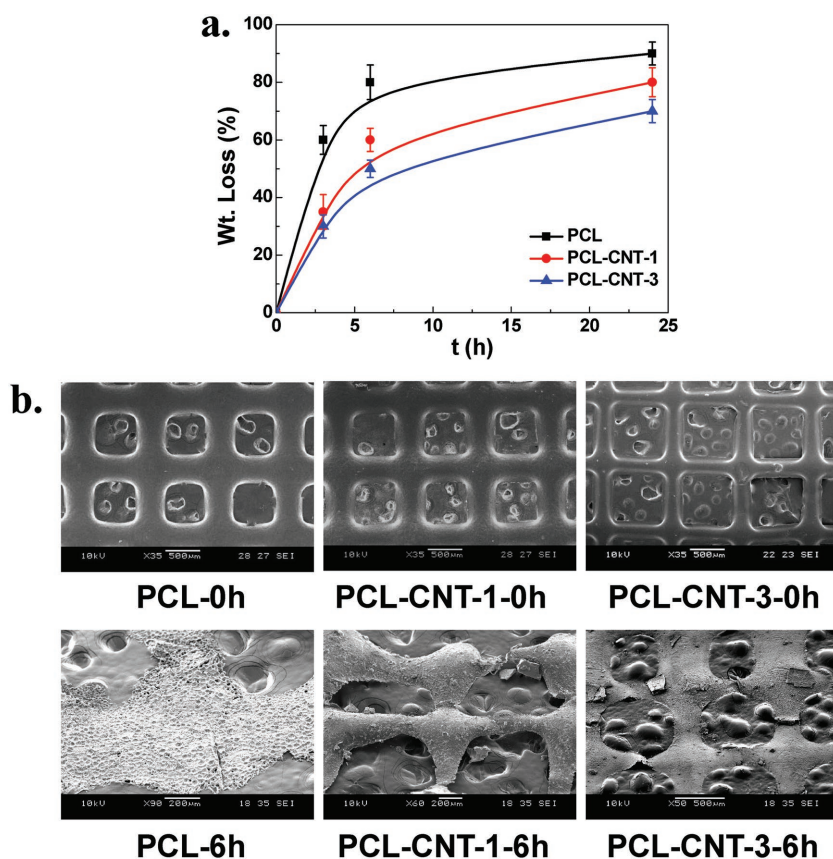 a.
100
80
60
40
20
0
Wt. Loss (%)
PCL
PCL-CNT-1
PCL-CNT-3
0 5 10 15 20 25
t (h)
b.
10kV X35 500µm 28 27 SEI
10kV X35 500µm 28 27 SEI
10kV X35 500µm 22 23 SEI
PCL-0h PCL-CNT-1-0h PCL-CNT-3-0h
10kV X90 200µm 18 35 SEI
10kV X60 200µm 18 35 SEI
10kV X50 500µm 18 35 SEI
PCL-6h PCL-CNT-1-6h PCL-CNT-3-6h